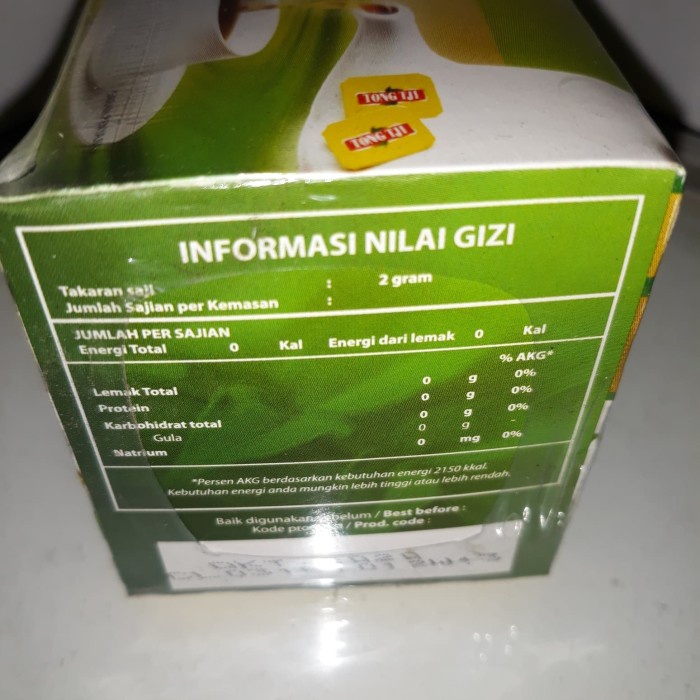 TONG TJI
TONG TJI
INFORMASI NILAI GIZI
Takaran saji : 2 gram
Jumlah Sajian per Kemasan :
JUMLAH PER SAJIAN
Energi Total 0 Kal Energi dari lemak 0 Kal
% AKG*
Lemak Total 0 g 0%
Protein 0 g 0%
Karbohidrat total 0 g 0%
Gula 0 g -
Natrium 0 mg 0%
*Persen AKG berdasarkan kebutuhan energi 2150 kkal.
Kebutuhan energi anda mungkin lebih tinggi atau lebih rendah.
Baik digunakan sebelum / Best before :
Kode produksi / Prod. code :